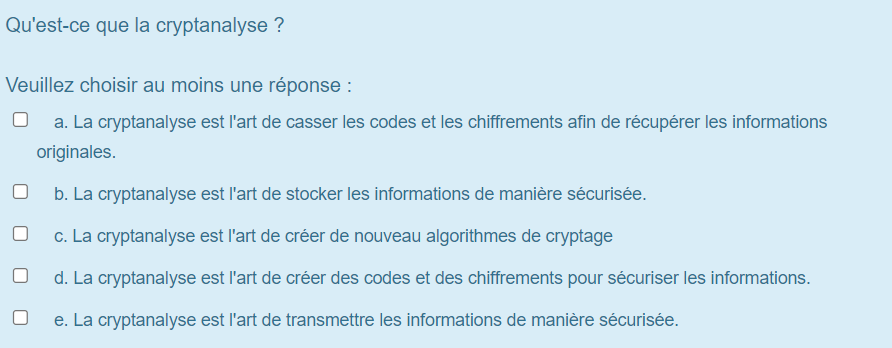 Qu'est-ce que la cryptanalyse ?
Veuillez choisir au moins une réponse :
a. La cryptanalyse est l'art de casser les codes et les chiffrements afin de récupérer les informations
originales.
b. La cryptanalyse est l'art de stocker les informations de manière sécurisée.
c. La cryptanalyse est l'art de créer de nouveau algorithmes de cryptage
d. La cryptanalyse est l'art de créer des codes et des chiffrements pour sécuriser les informations.
e. La cryptanalyse est l'art de transmettre les informations de manière sécurisée.